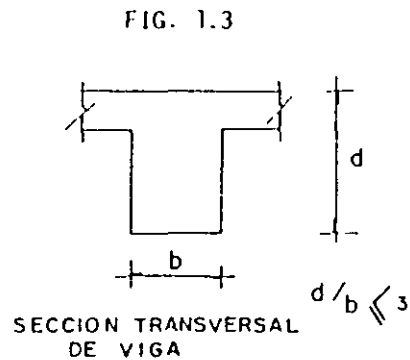 FIG. 1.3
d
b
d/b ⩽ 3
SECCION TRANSVERSAL
DE VIGA